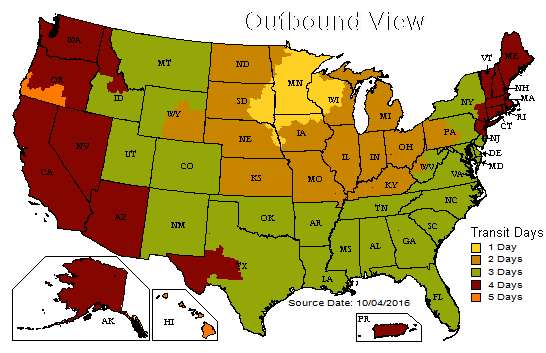 Outbound View
WA
MT
ND
MN
VT
ME
OR
ID
SD
WI
MI
NY
NH
MA
RI
CT
WY
IA
PA
NJ
NE
IL
IN
OH
DE
MD
NV
UT
CO
KS
MO
KY
WV
VA
CA
AZ
NM
OK
AR
TN
NC
SC
TX
LA
MS
AL
GA
FL
AK
HI
PR
Transit Days
1 Day
2 Days
3 Days
4 Days
5 Days
Source Date: 10/04/2016